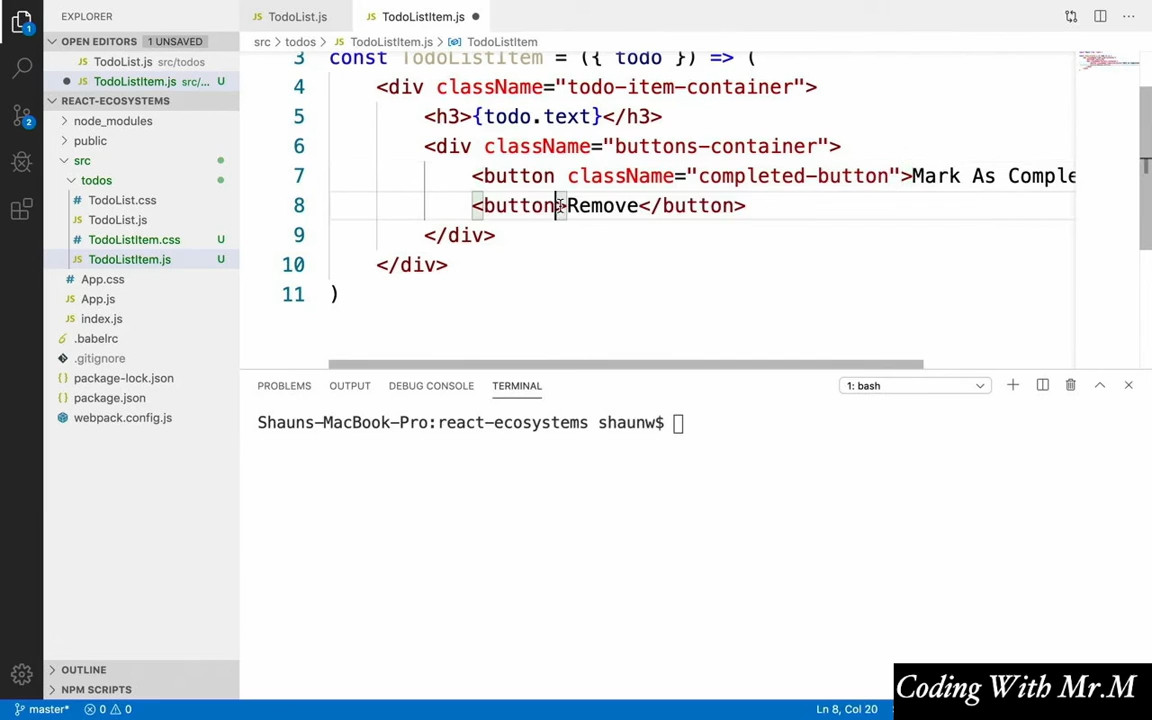 EXPLORER
TodoList.js
TodoListItem.js
OPEN EDITORS 1 UNSAVED
TodoList.js src/todos
TodoListItem.js src/... U
REACT-ECOSYSTEMS
node_modules
public
src
todos
TodoList.css
TodoList.js
TodoListItem.css U
TodoListItem.js U
App.css
App.js
index.js
.babelrc
.gitignore
package-lock.json
package.json
webpack.config.js
OUTLINE
NPM SCRIPTS
src > todos > JS TodoListItem.js > TodoListItem
3 const TodoListItem = ({ todo }) => (
4 <div className="todo-item-container">
5 <h3>{todo.text}</h3>
6 <div className="buttons-container">
7 <button className="completed-button">Mark As Comple
8 <button>Remove</button>
9 </div>
10 </div>
11 )
PROBLEMS OUTPUT DEBUG CONSOLE TERMINAL 1: bash
Shauns-MacBook-Pro:react-ecosystems shaunw$
master* 0 0 Ln 8, Col 20
Coding With Mr.M